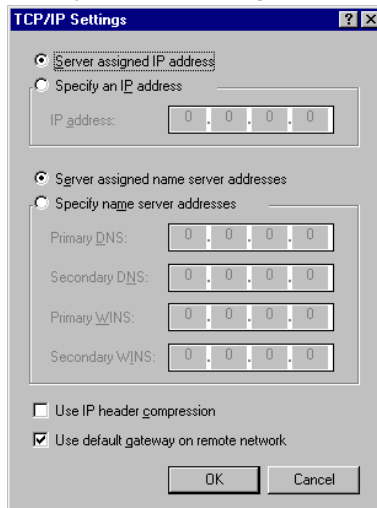 TCP/IP Settings
Server assigned IP address
Specify an IP address
IP address: 0 . 0 . 0 . 0
Server assigned name server addresses
Specify name server addresses
Primary DNS: 0 . 0 . 0 . 0
Secondary DNS: 0 . 0 . 0 . 0
Primary WINS: 0 . 0 . 0 . 0
Secondary WINS: 0 . 0 . 0 . 0
Use IP header compression
Use default gateway on remote network
OK Cancel